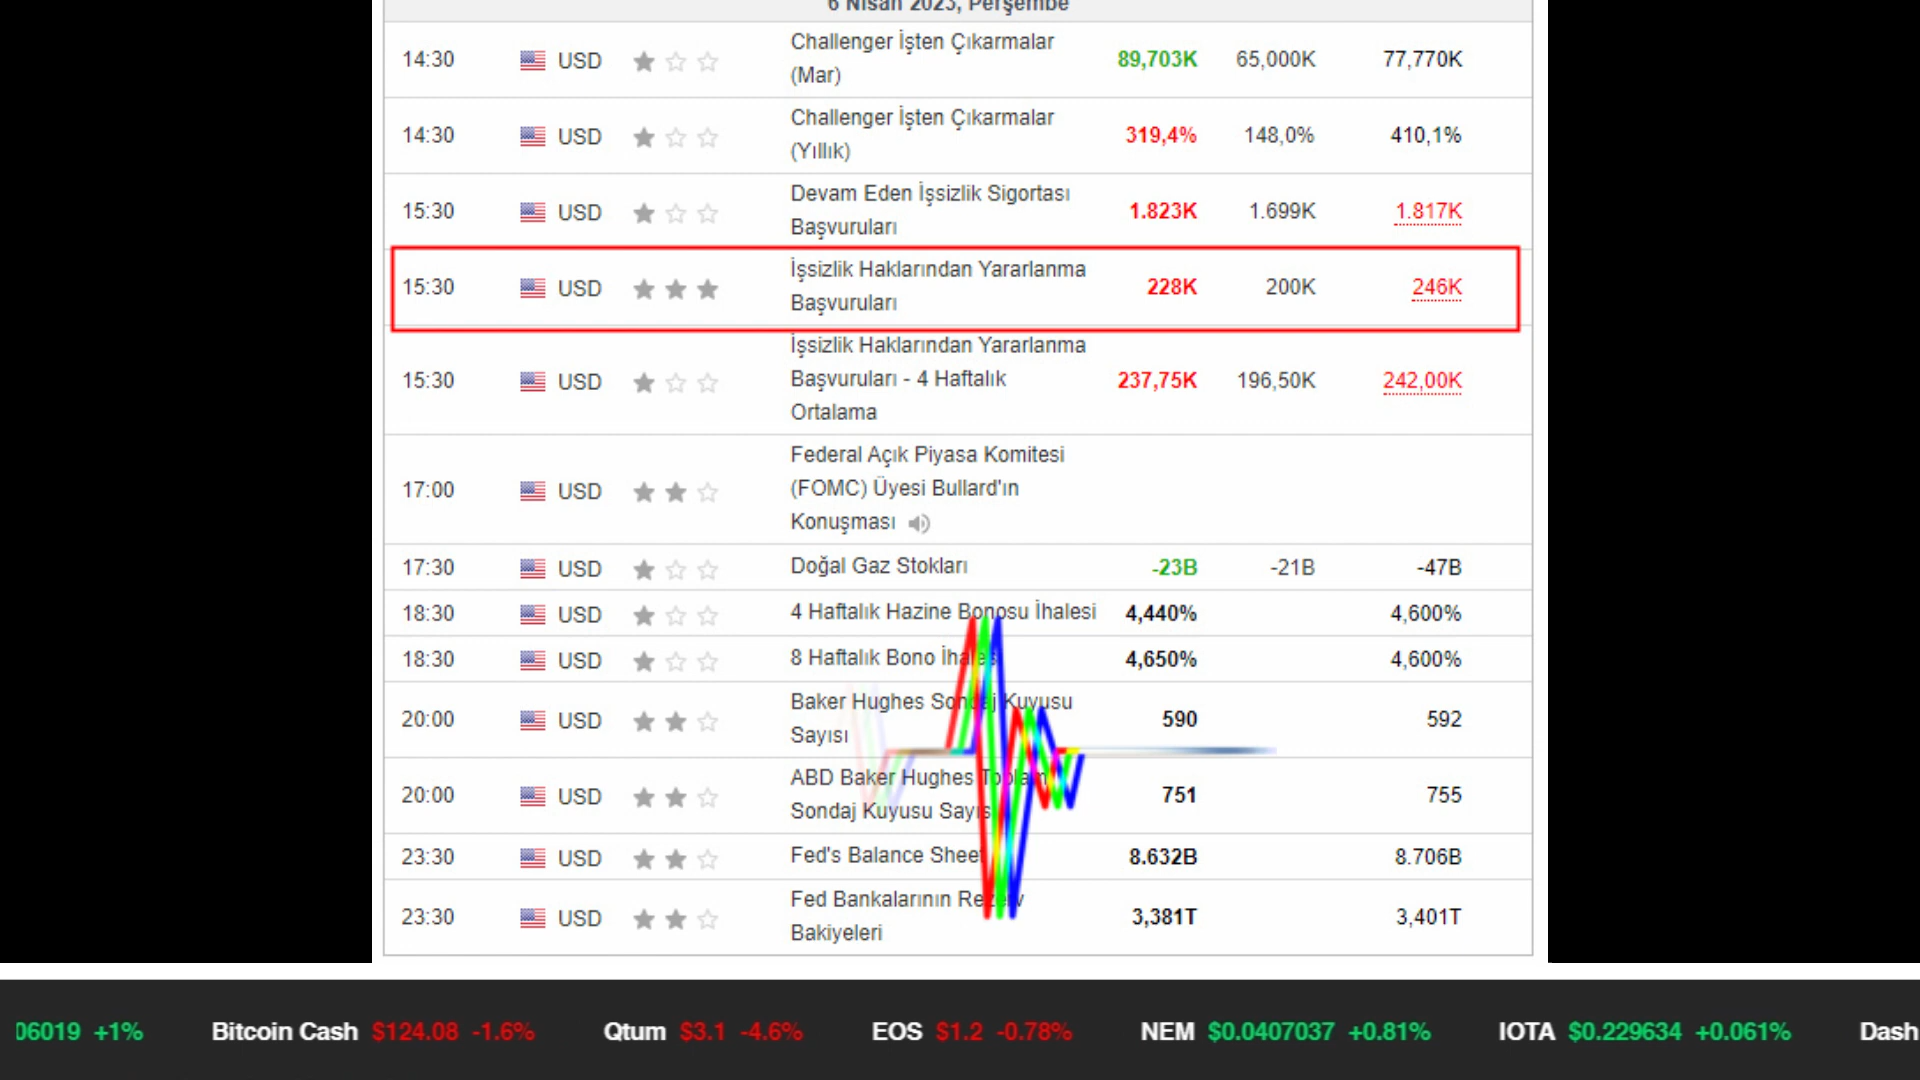 6 Nisan 2023, Perşembe
14:30 USD Challenger İşten Çıkarmalar (Mar) 89,703K 65,000K 77,770K
14:30 USD Challenger İşten Çıkarmalar (Yıllık) 319,4% 148,0% 410,1%
15:30 USD Devam Eden İşsizlik Sigortası Başvuruları 1.823K 1.699K 1.817K
15:30 USD İşsizlik Haklarından Yararlanma Başvuruları 228K 200K 246K
15:30 USD İşsizlik Haklarından Yararlanma Başvuruları - 4 Haftalık Ortalama 237,75K 196,50K 242,00K
17:00 USD Federal Açık Piyasa Komitesi (FOMC) Üyesi Bullard'ın Konuşması
17:30 USD Doğal Gaz Stokları -23B -21B -47B
18:30 USD 4 Haftalık Hazine Bonosu İhalesi 4,440% 4,600%
18:30 USD 8 Haftalık Bono İhalesi 4,650% 4,600%
20:00 USD Baker Hughes Sondaj Kuyusu Sayısı 590 592
20:00 USD ABD Baker Hughes Toplam Sondaj Kuyusu Sayısı 751 755
23:30 USD Fed's Balance Sheet 8.632B 8.706B
23:30 USD Fed Bankalarının Rezerv Bakiyeleri 3,381T 3,401T
06019 +1% Bitcoin Cash $124.08 -1.6% Qtum $3.1 -4.6% EOS $1.2 -0.78% NEM $0.0407037 +0.81% IOTA $0.229634 +0.061% Dash